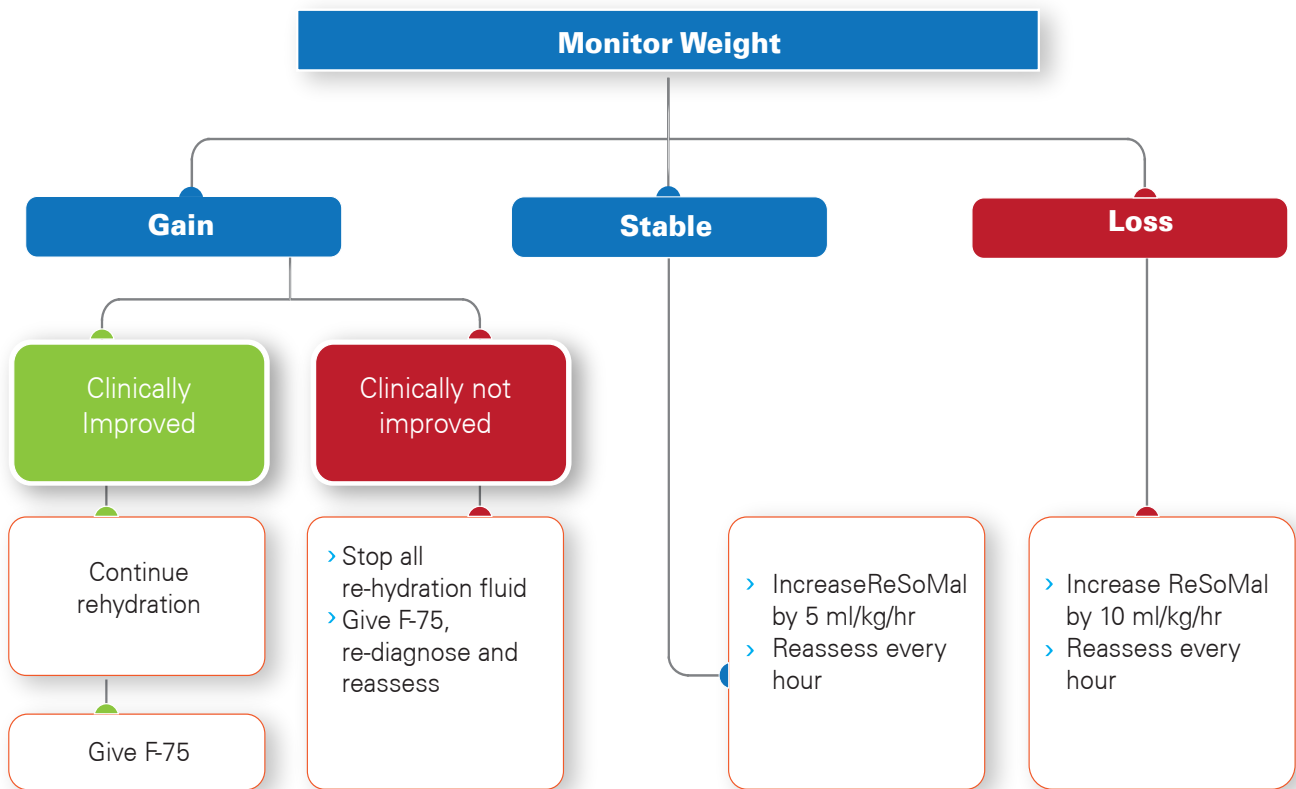 Monitor Weight
Gain
Stable
Loss
Clinically
Improved
Clinically not
improved
Continue
rehydration
› Stop all
re-hydration fluid
› Give F-75,
re-diagnose and
reassess
› IncreaseReSoMal
by 5 ml/kg/hr
› Reassess every
hour
› Increase ReSoMal
by 10 ml/kg/hr
› Reassess every
hour
Give F-75